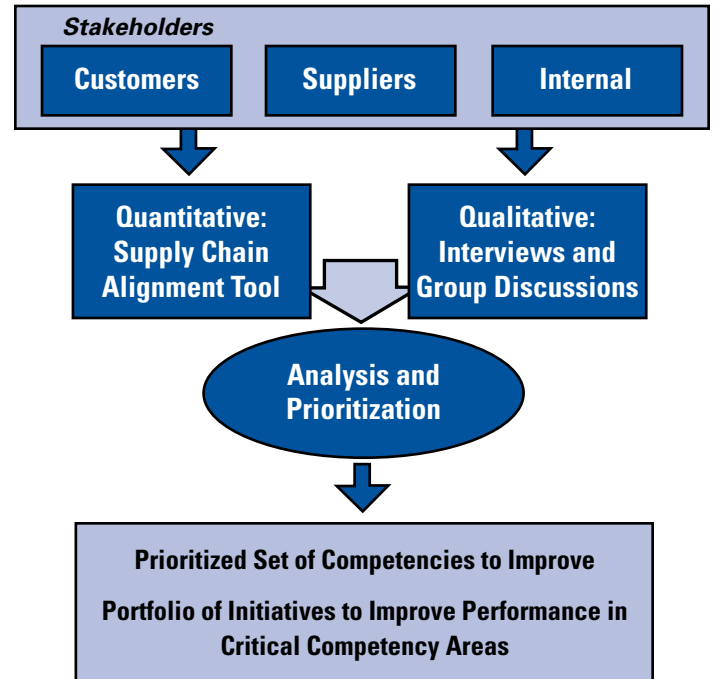 Stakeholders
Customers
Suppliers
Internal
Quantitative:
Supply Chain
Alignment Tool
Qualitative:
Interviews and
Group Discussions
Analysis and
Prioritization
Prioritized Set of Competencies to Improve
Portfolio of Initiatives to Improve Performance in
Critical Competency Areas